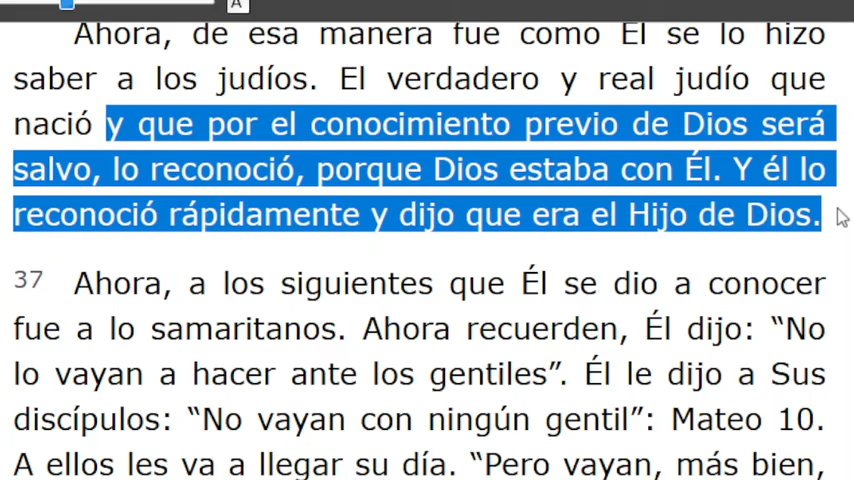 A
Ahora, de esa manera fue como Él se lo hizo
saber a los judíos. El verdadero y real judío que
nació y que por el conocimiento previo de Dios será
salvo, lo reconoció, porque Dios estaba con Él. Y él lo
reconoció rápidamente y dijo que era el Hijo de Dios.
37 Ahora, a los siguientes que Él se dio a conocer
fue a lo samaritanos. Ahora recuerden, Él dijo: “No
lo vayan a hacer ante los gentiles”. Él le dijo a Sus
discípulos: “No vayan con ningún gentil”: Mateo 10.
A ellos les va a llegar su día. “Pero vayan, más bien,